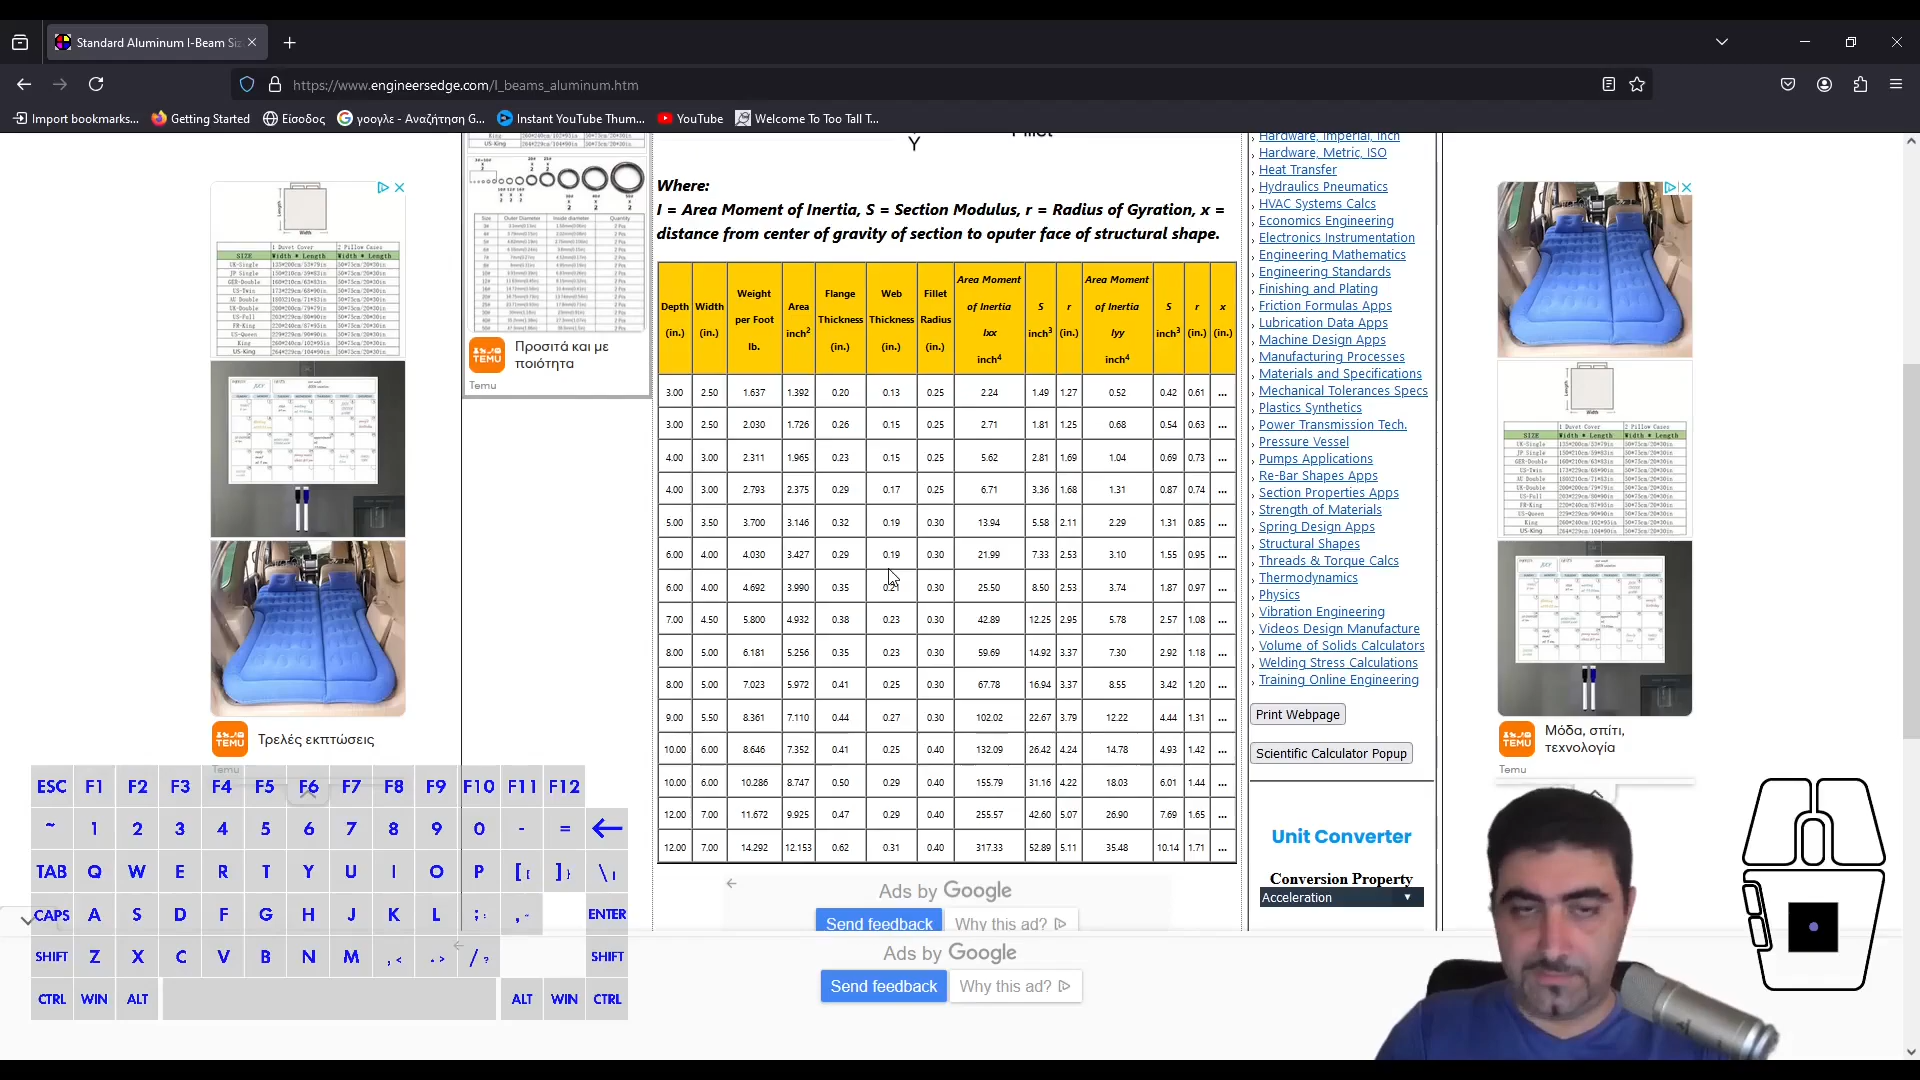 Standard Aluminum I-Beam Siz
https://www.engineersedge.com/I_beams_aluminum.htm
Import bookmarks...
Getting Started
Είσοδος
γοογλε - Αναζήτηση G...
Instant YouTube Thum...
YouTube
Welcome To Too Tall T...
Y
Where:
I = Area Moment of Inertia, S = Section Modulus, r = Radius of Gyration, x =
distance from center of gravity of section to oputer face of structural shape.
Depth (in.) Width (in.) Weight per Foot lb. Area inch² Flange Thickness (in.) Web Thickness (in.) Fillet Radius (in.) Area Moment of Inertia Ixx inch⁴ S inch³ r (in.) Area Moment of Inertia Iyy inch⁴ S inch³ r (in.) x (in.)
3.00 2.50 1.637 1.392 0.20 0.13 0.25 2.24 1.49 1.27 0.52 0.42 0.61 ...
3.00 2.50 2.030 1.726 0.26 0.15 0.25 2.71 1.81 1.25 0.68 0.54 0.63 ...
4.00 3.00 2.311 1.965 0.23 0.15 0.25 5.62 2.81 1.69 1.04 0.69 0.73 ...
4.00 3.00 2.793 2.375 0.29 0.17 0.25 6.71 3.36 1.68 1.31 0.87 0.74 ...
5.00 3.50 3.700 3.146 0.32 0.19 0.30 13.94 5.58 2.11 2.29 1.31 0.85 ...
6.00 4.00 4.030 3.427 0.29 0.19 0.30 21.99 7.33 2.53 3.10 1.55 0.95 ...
6.00 4.00 4.692 3.990 0.35 0.21 0.30 25.50 8.50 2.53 3.74 1.87 0.97 ...
7.00 4.50 5.800 4.932 0.38 0.23 0.30 42.89 12.25 2.95 5.78 2.57 1.08 ...
8.00 5.00 6.181 5.256 0.35 0.23 0.30 59.69 14.92 3.37 7.30 2.92 1.18 ...
8.00 5.00 7.023 5.972 0.41 0.25 0.30 67.78 16.94 3.37 8.55 3.42 1.20 ...
9.00 5.50 8.361 7.110 0.44 0.27 0.30 102.02 22.67 3.79 12.22 4.44 1.31 ...
10.00 6.00 8.646 7.352 0.41 0.25 0.40 132.09 26.42 4.24 14.78 4.93 1.42 ...
10.00 6.00 10.286 8.747 0.50 0.29 0.40 155.79 31.16 4.22 18.03 6.01 1.44 ...
12.00 7.00 11.672 9.925 0.47 0.29 0.40 255.57 42.60 5.07 26.90 7.69 1.65 ...
12.00 7.00 14.292 12.153 0.62 0.31 0.40 317.33 52.89 5.11 35.48 10.14 1.71 ...
Ads by Google
Send feedback
Why this ad?
Ads by Google
Send feedback
Why this ad?
Hardware, Imperial, Inch
Hardware, Metric, ISO
Heat Transfer
Hydraulics Pneumatics
HVAC Systems Calcs
Economics Engineering
Electronics Instrumentation
Engineering Mathematics
Engineering Standards
Finishing and Plating
Friction Formulas Apps
Lubrication Data Apps
Machine Design Apps
Manufacturing Processes
Materials and Specifications
Mechanical Tolerances Specs
Plastics Synthetics
Power Transmission Tech.
Pressure Vessel
Pumps Applications
Re-Bar Shapes Apps
Section Properties Apps
Strength of Materials
Spring Design Apps
Structural Shapes
Threads & Torque Calcs
Thermodynamics
Physics
Vibration Engineering
Videos Design Manufacture
Volume of Solids Calculators
Welding Stress Calculations
Training Online Engineering
Print Webpage
Scientific Calculator Popup
Unit Converter
Conversion Property
Acceleration
TEMU
Προσιτά και με
ποιότητα
Temu
TEMU
Τρελές εκπτώσεις
Temu
TEMU
Μόδα, σπίτι,
τεχνολογία
Temu
ESC F1 F2 F3 F4 F5 F6 F7 F8 F9 F10 F11 F12
~ 1 2 3 4 5 6 7 8 9 0 - =
TAB Q W E R T Y U I O P [{ ]} \|
CAPS A S D F G H J K L ;: ,~ ENTER
SHIFT Z X C V B N M ,< .> /? SHIFT
CTRL WIN ALT ALT WIN CTRL